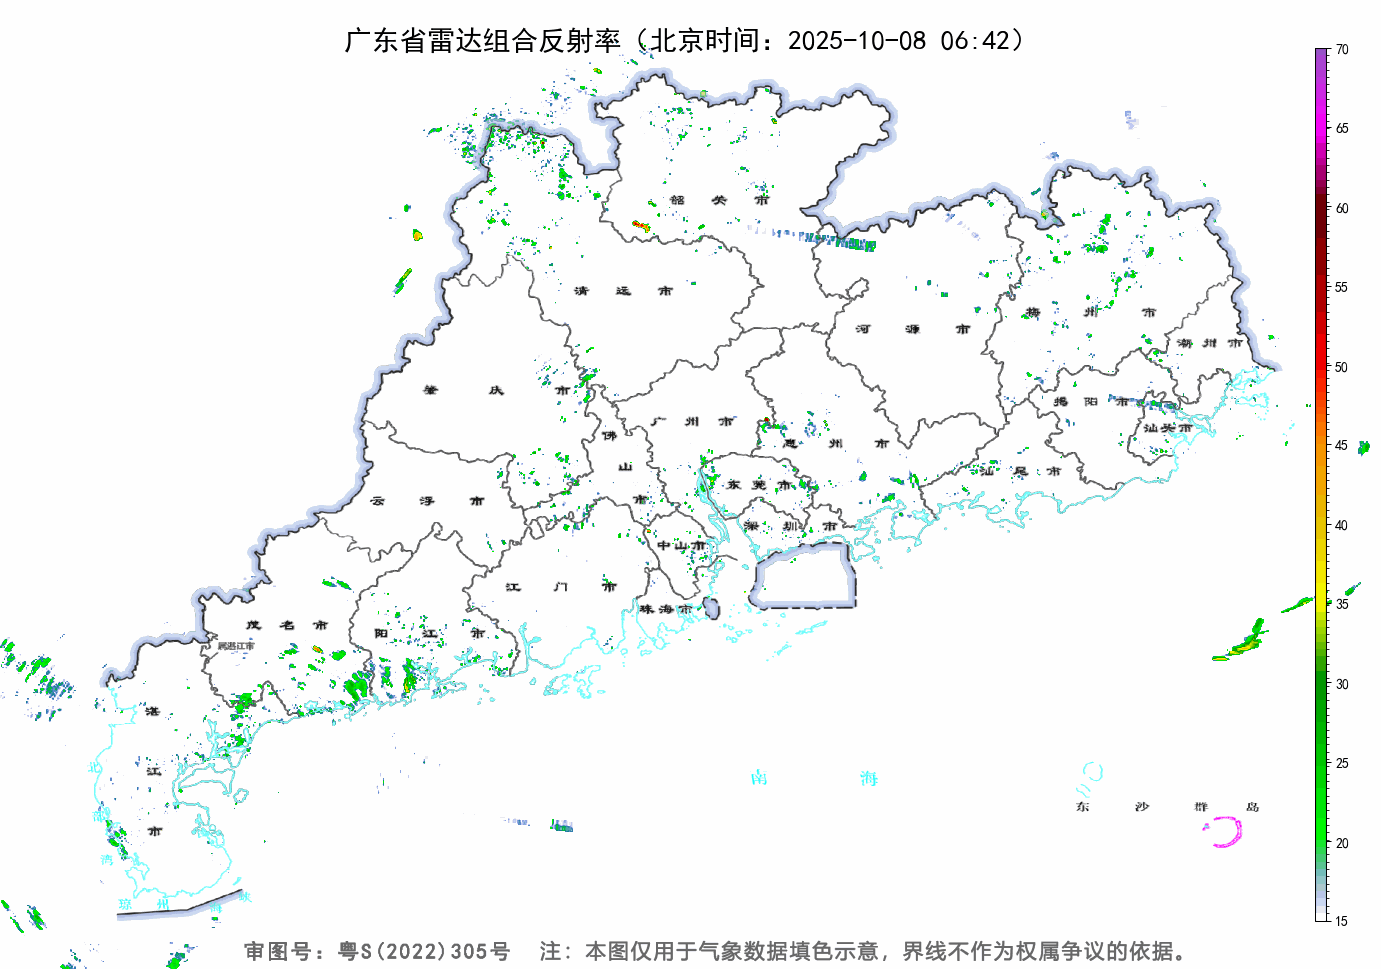 广东省雷达组合反射率（北京时间：2025-10-08 06:42）
70
65
60
55
50
45
40
35
30
25
20
15
韶关市
清远市
河源市
梅州市
潮州市
肇庆市
广州市
惠州市
揭阳市
汕头市
佛山市
东莞市
汕尾市
云浮市
深圳市
中山市
江门市
珠海市
茂名市
阳江市
属湛江市
湛江市
南海
东沙群岛
北部湾
琼州海峡
审图号：粤S(2022)305号 注：本图仅用于气象数据填色示意，界线不作为权属争议的依据。